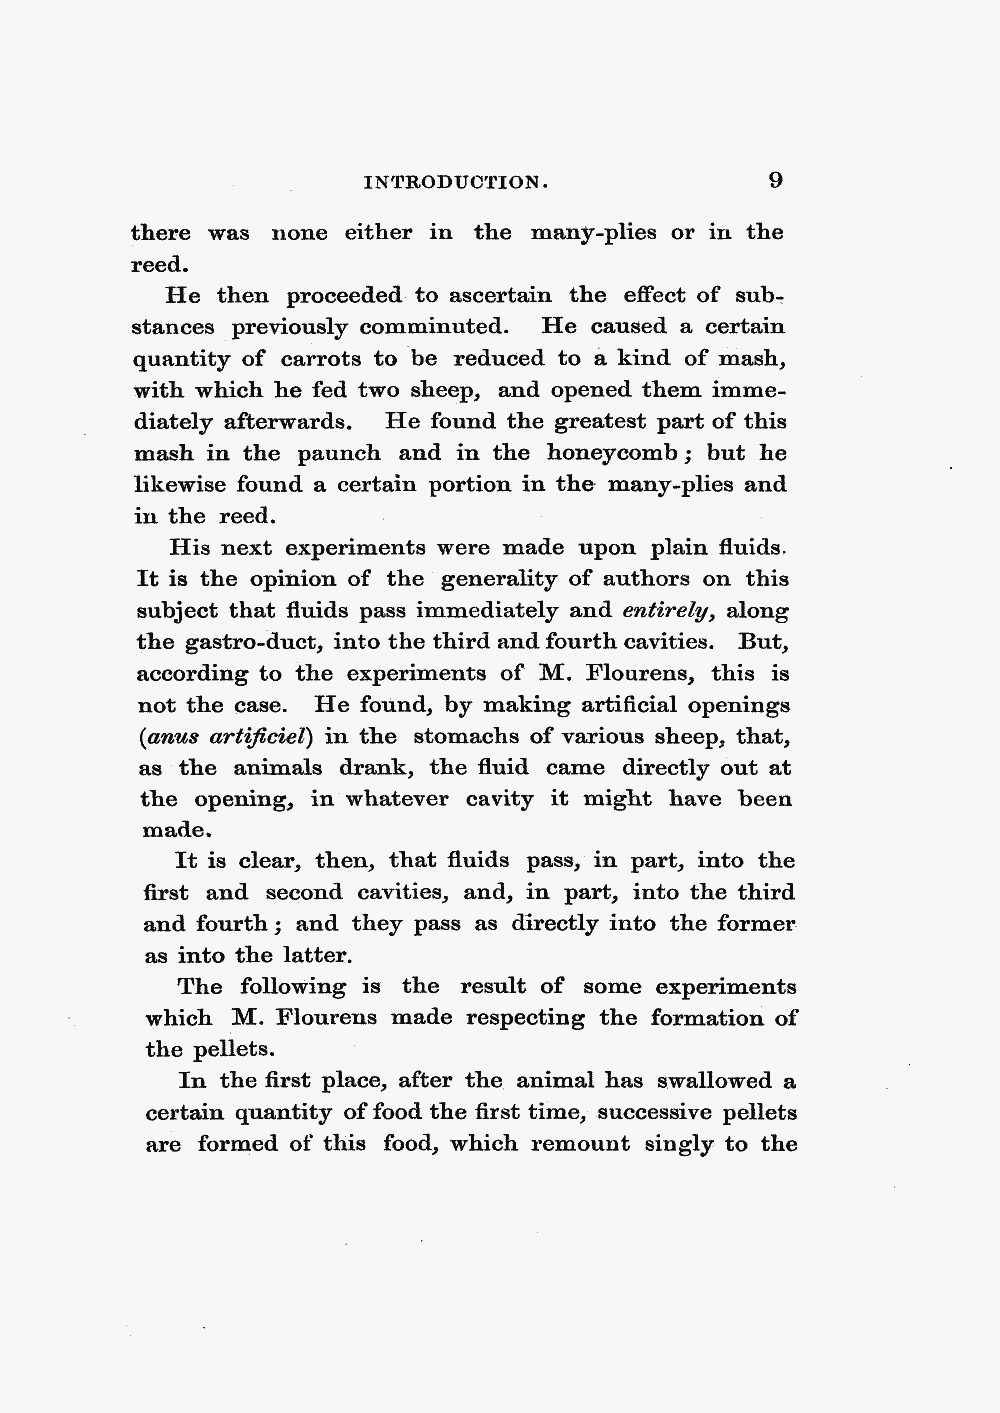 INTRODUCTION. 9
there was none either in the many-plies or in the
reed.
He then proceeded to ascertain the effect of sub-
stances previously comminuted. He caused a certain
quantity of carrots to be reduced to a kind of mash,
with which he fed two sheep, and opened them imme-
diately afterwards. He found the greatest part of this
mash in the paunch and in the honeycomb; but he
likewise found a certain portion in the many-plies and
in the reed.
His next experiments were made upon plain fluids.
It is the opinion of the generality of authors on this
subject that fluids pass immediately and entirely, along
the gastro-duct, into the third and fourth cavities. But,
according to the experiments of M. Flourens, this is
not the case. He found, by making artificial openings
(anus artificiel) in the stomachs of various sheep, that,
as the animals drank, the fluid came directly out at
the opening, in whatever cavity it might have been
made.
It is clear, then, that fluids pass, in part, into the
first and second cavities, and, in part, into the third
and fourth; and they pass as directly into the former
as into the latter.
The following is the result of some experiments
which M. Flourens made respecting the formation of
the pellets.
In the first place, after the animal has swallowed a
certain quantity of food the first time, successive pellets
are formed of this food, which remount singly to the